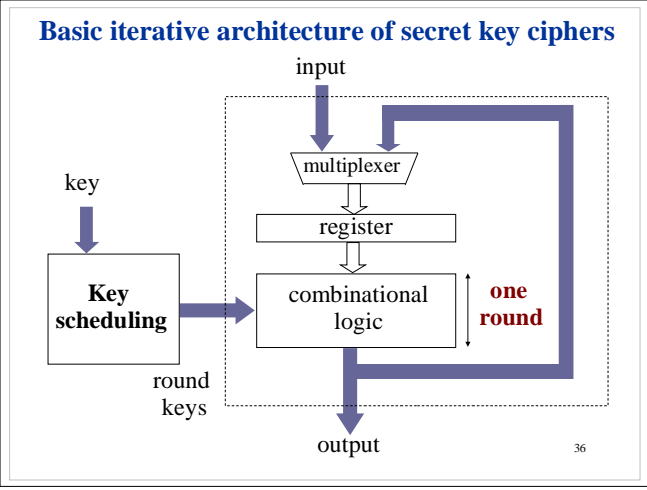 Basic iterative architecture of secret key ciphers
input
multiplexer
key
register
Key
scheduling
combinational
logic
one
round
round
keys
output
36